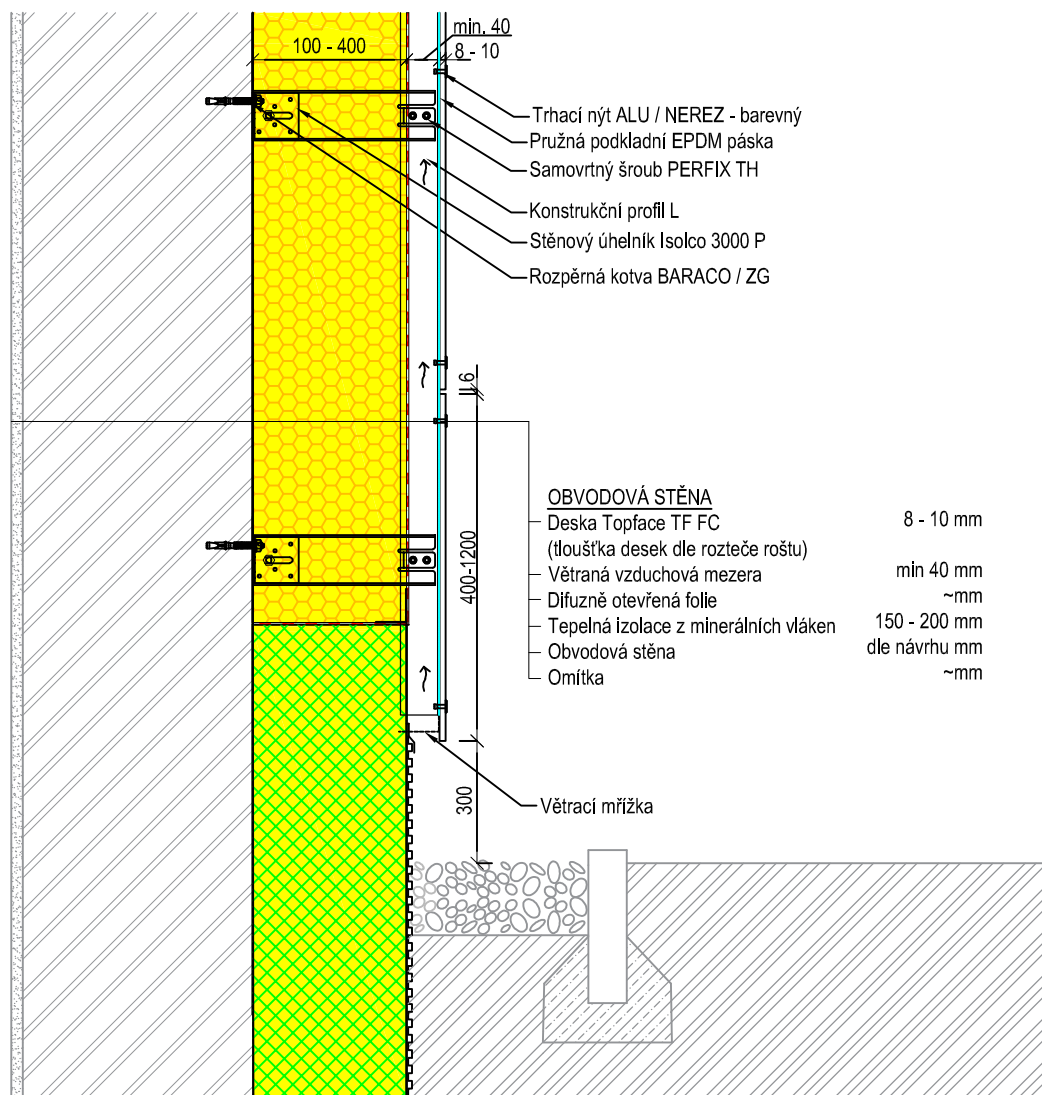 min. 40
100 - 400
8 - 10
Trhací nýt ALU / NEREZ - barevný
Pružná podkladní EPDM páska
Samovrtný šroub PERFIX TH
Konstrukční profil L
Stěnový úhelník Isolco 3000 P
Rozpěrná kotva BARACO / ZG
6
OBVODOVÁ STĚNA
Deska Topface TF FC 8 - 10 mm
(tloušťka desek dle rozteče roštu)
Větraná vzduchová mezera min 40 mm
Difuzně otevřená folie ~mm
Tepelná izolace z minerálních vláken 150 - 200 mm
Obvodová stěna dle návrhu mm
Omítka ~mm
400-1200
300
Větrací mřížka